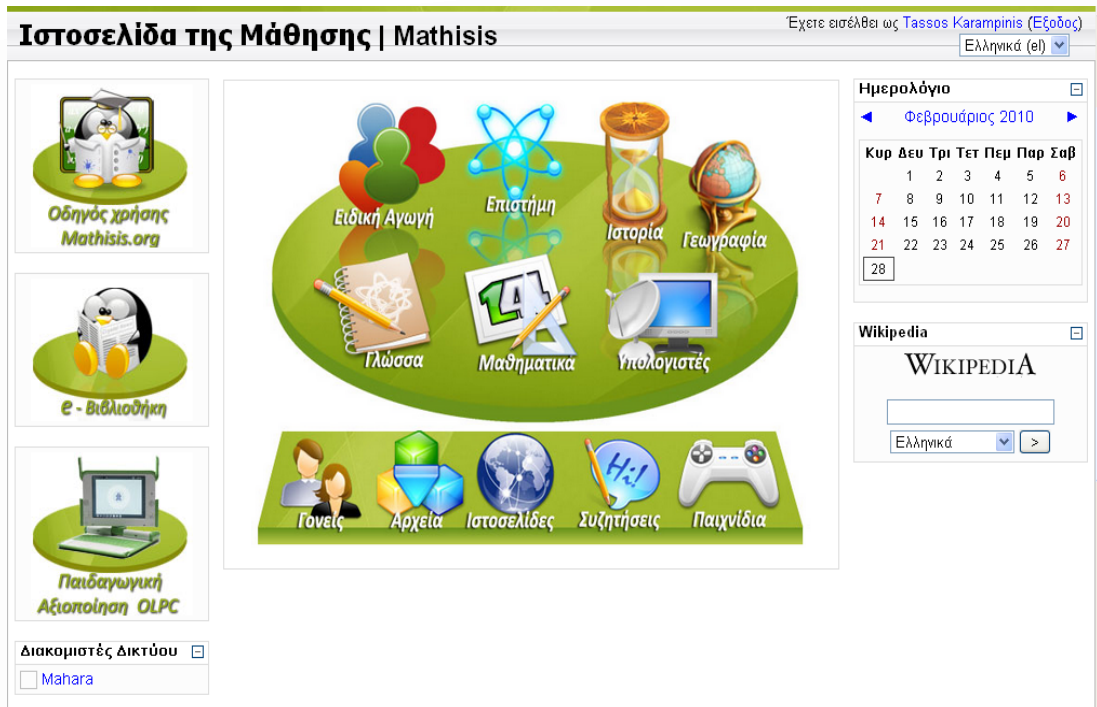 Ιστοσελίδα της Μάθησης | Mathisis
Έχετε εισέλθει ως Tassos Karampinis (Έξοδος)
Ελληνικά (el)
Οδηγός χρήσης
Mathisis.org
e - Βιβλιοθήκη
Παιδαγωγική
Αξιοποίηση OLPC
Διακομιστές Δικτύου
Mahara
Ειδική Αγωγή
Επιστήμη
Ιστορία
Γεωγραφία
Γλώσσα
Μαθηματικά
Υπολογιστές
Γονείς
Αρχεία
Ιστοσελίδες
Hi!
Συζητήσεις
Παιχνίδια
Ημερολόγιο
Φεβρουάριος 2010
Κυρ Δευ Τρι Τετ Πεμ Παρ Σαβ
1 2 3 4 5 6
7 8 9 10 11 12 13
14 15 16 17 18 19 20
21 22 23 24 25 26 27
28
Wikipedia
WIKIPEDIA
Ελληνικά
>